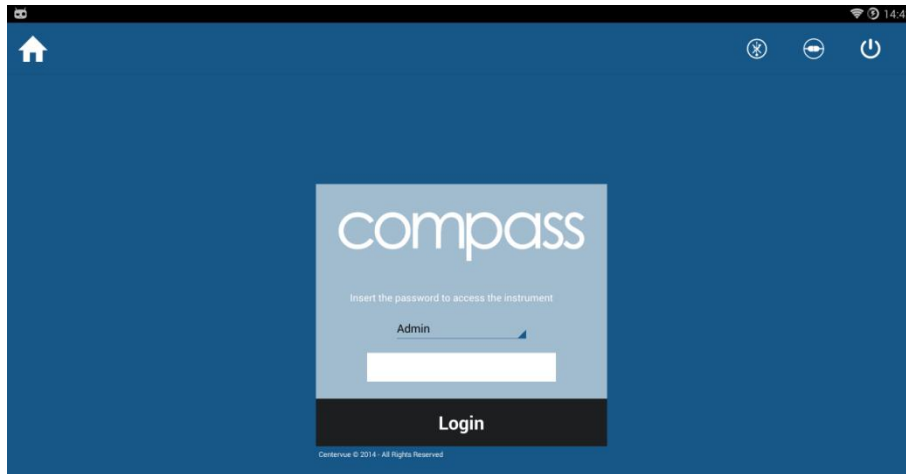 14:4
compass
Insert the password to access the instrument
Admin
Login
Centervue © 2014 - All Rights Reserved